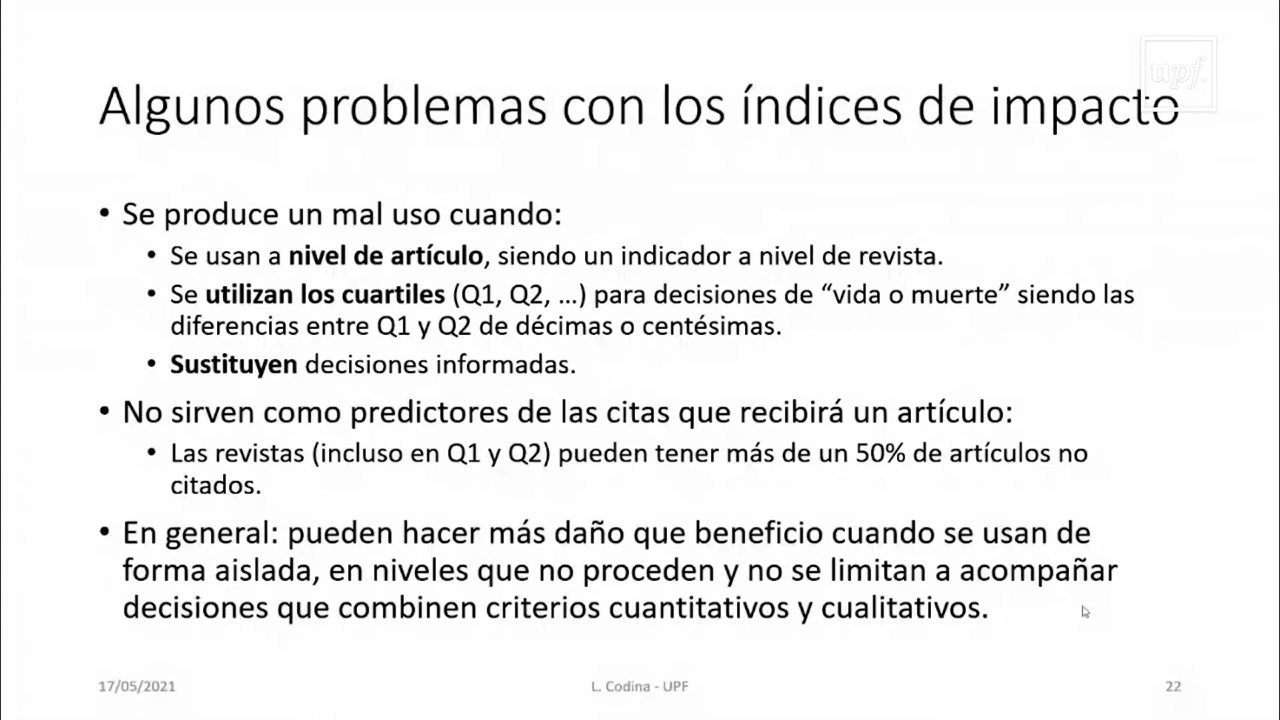 upf.
Algunos problemas con los índices de impacto
• Se produce un mal uso cuando:
• Se usan a nivel de artículo, siendo un indicador a nivel de revista.
• Se utilizan los cuartiles (Q1, Q2, …) para decisiones de “vida o muerte” siendo las
diferencias entre Q1 y Q2 de décimas o centésimas.
• Sustituyen decisiones informadas.
• No sirven como predictores de las citas que recibirá un artículo:
• Las revistas (incluso en Q1 y Q2) pueden tener más de un 50% de artículos no
citados.
• En general: pueden hacer más daño que beneficio cuando se usan de
forma aislada, en niveles que no proceden y no se limitan a acompañar
decisiones que combinen criterios cuantitativos y cualitativos.
17/05/2021
L. Codina - UPF
22